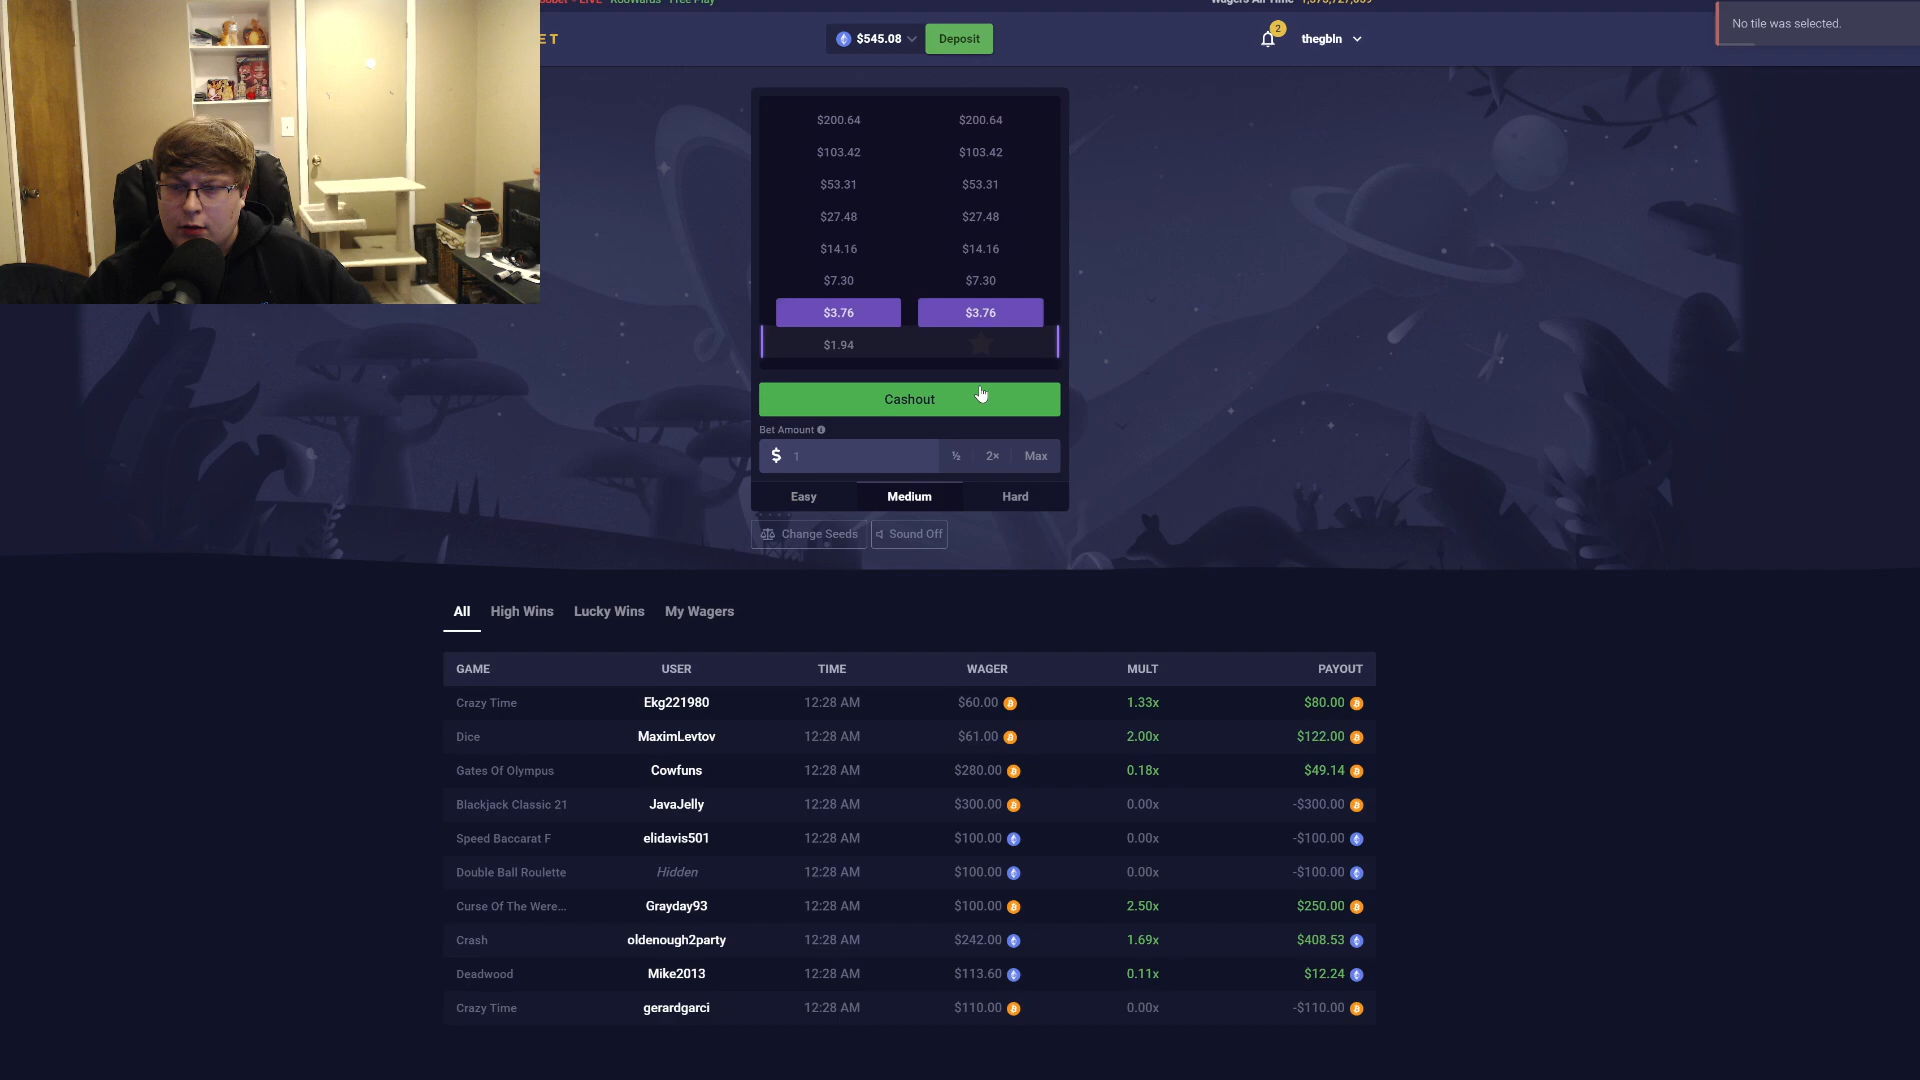 ET
$545.08
Deposit
2
thegbln
No tile was selected.
$200.64 $200.64
$103.42 $103.42
$53.31 $53.31
$27.48 $27.48
$14.16 $14.16
$7.30 $7.30
$3.76 $3.76
$1.94
Cashout
Bet Amount
$ 1 ½ 2× Max
Easy Medium Hard
Change Seeds Sound Off
All High Wins Lucky Wins My Wagers
GAME USER TIME WAGER MULT PAYOUT
Crazy Time Ekg221980 12:28 AM $60.00 1.33x $80.00
Dice MaximLevtov 12:28 AM $61.00 2.00x $122.00
Gates Of Olympus Cowfuns 12:28 AM $280.00 0.18x $49.14
Blackjack Classic 21 JavaJelly 12:28 AM $300.00 0.00x -$300.00
Speed Baccarat F elidavis501 12:28 AM $100.00 0.00x -$100.00
Double Ball Roulette Hidden 12:28 AM $100.00 0.00x -$100.00
Curse Of The Were... Grayday93 12:28 AM $100.00 2.50x $250.00
Crash oldenough2party 12:28 AM $242.00 1.69x $408.53
Deadwood Mike2013 12:28 AM $113.60 0.11x $12.24
Crazy Time gerardgarci 12:28 AM $110.00 0.00x -$110.00